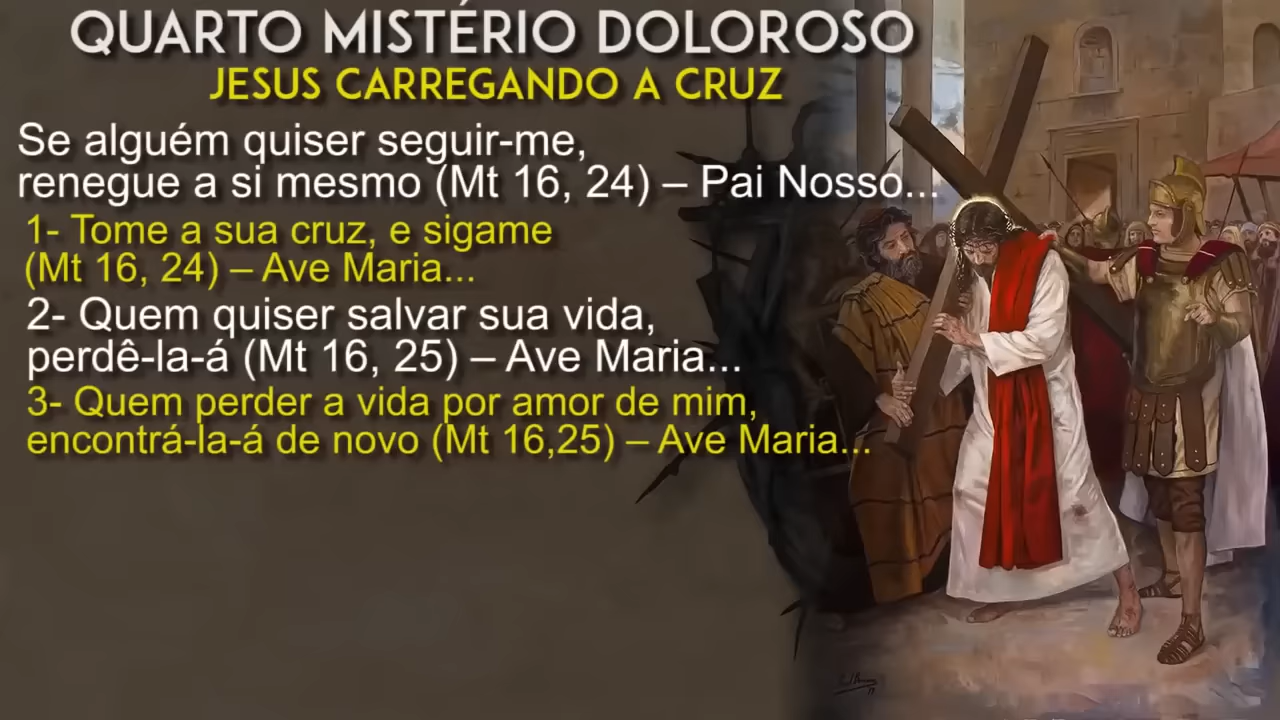 QUARTO MISTÉRIO DOLOROSO
JESUS CARREGANDO A CRUZ
Se alguém quiser seguir-me,
renegue a si mesmo (Mt 16, 24) – Pai Nosso...
1- Tome a sua cruz, e sigame
(Mt 16, 24) – Ave Maria...
2- Quem quiser salvar sua vida,
perdê-la-á (Mt 16, 25) – Ave Maria...
3- Quem perder a vida por amor de mim,
encontrá-la-á de novo (Mt 16,25) – Ave Maria...